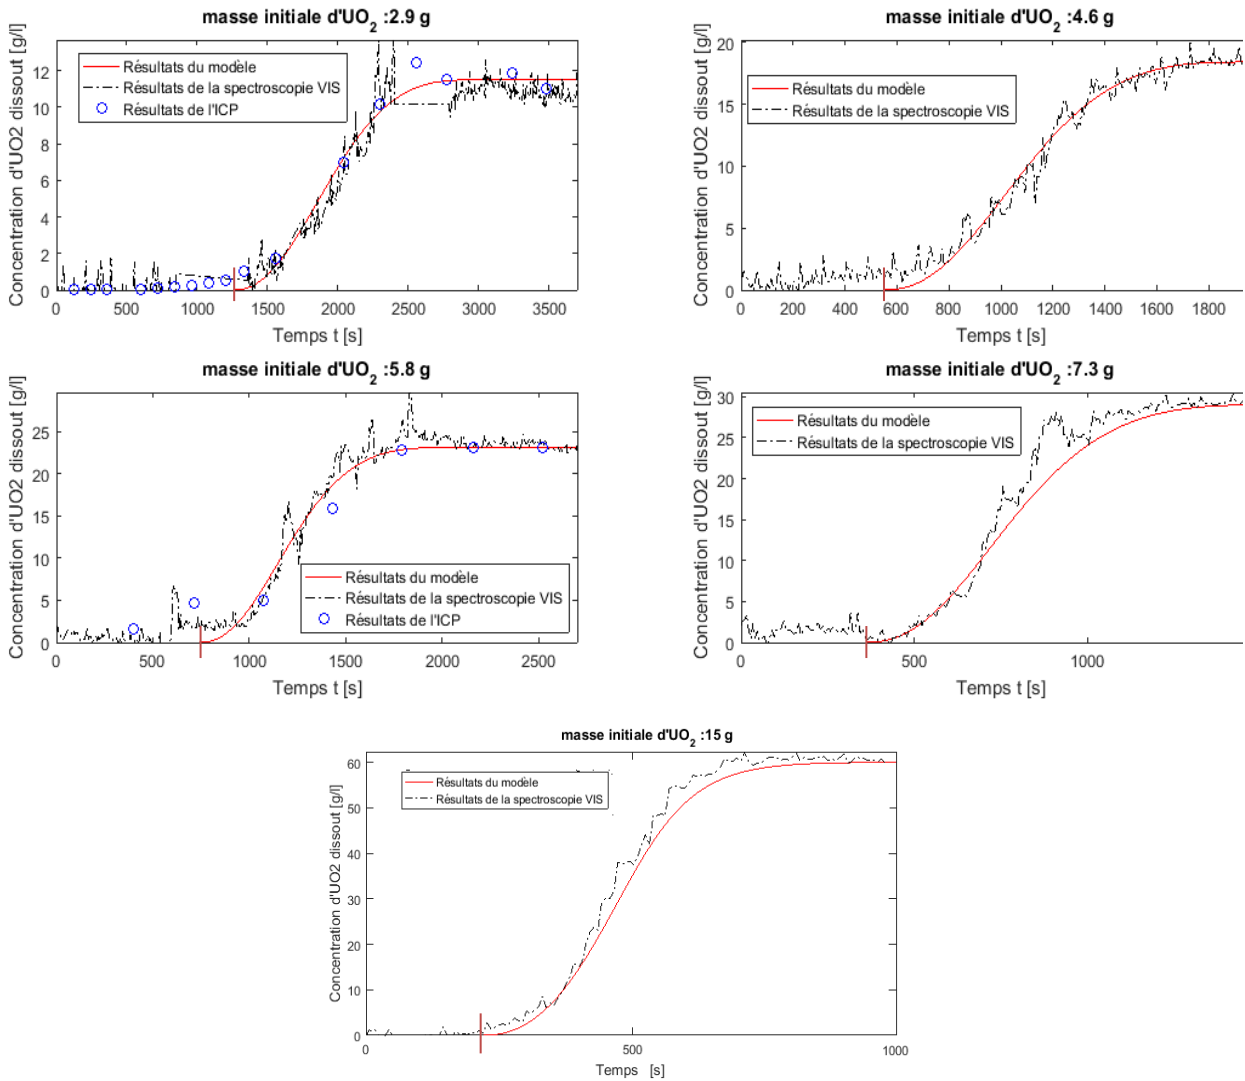 masse initiale d'UO2 :2.9 g
Concentration d'UO2 dissout [g/l]
12
10
8
6
4
2
0
Résultats du modèle
Résultats de la spectroscopie VIS
Résultats de l'ICP
0 500 1000 1500 2000 2500 3000 3500
Temps t [s]
masse initiale d'UO2 :4.6 g
Concentration d'UO2 dissout [g/l]
20
15
10
5
0
Résultats du modèle
Résultats de la spectroscopie VIS
0 200 400 600 800 1000 1200 1400 1600 1800
Temps t [s]
masse initiale d'UO2 :5.8 g
Concentration d'UO2 dissout [g/l]
25
20
15
10
5
0
Résultats du modèle
Résultats de la spectroscopie VIS
Résultats de l'ICP
0 500 1000 1500 2000 2500
Temps t [s]
masse initiale d'UO2 :7.3 g
Concentration d'UO2 dissout [g/l]
30
25
20
15
10
5
0
Résultats du modèle
Résultats de la spectroscopie VIS
0 500 1000
Temps t [s]
masse initiale d'UO2 :15 g
Concentration d'UO2 dissout [g/l]
60
50
40
30
20
10
0
Résultats du modèle
Résultats de la spectroscopie VIS
0 500 1000
Temps [s]